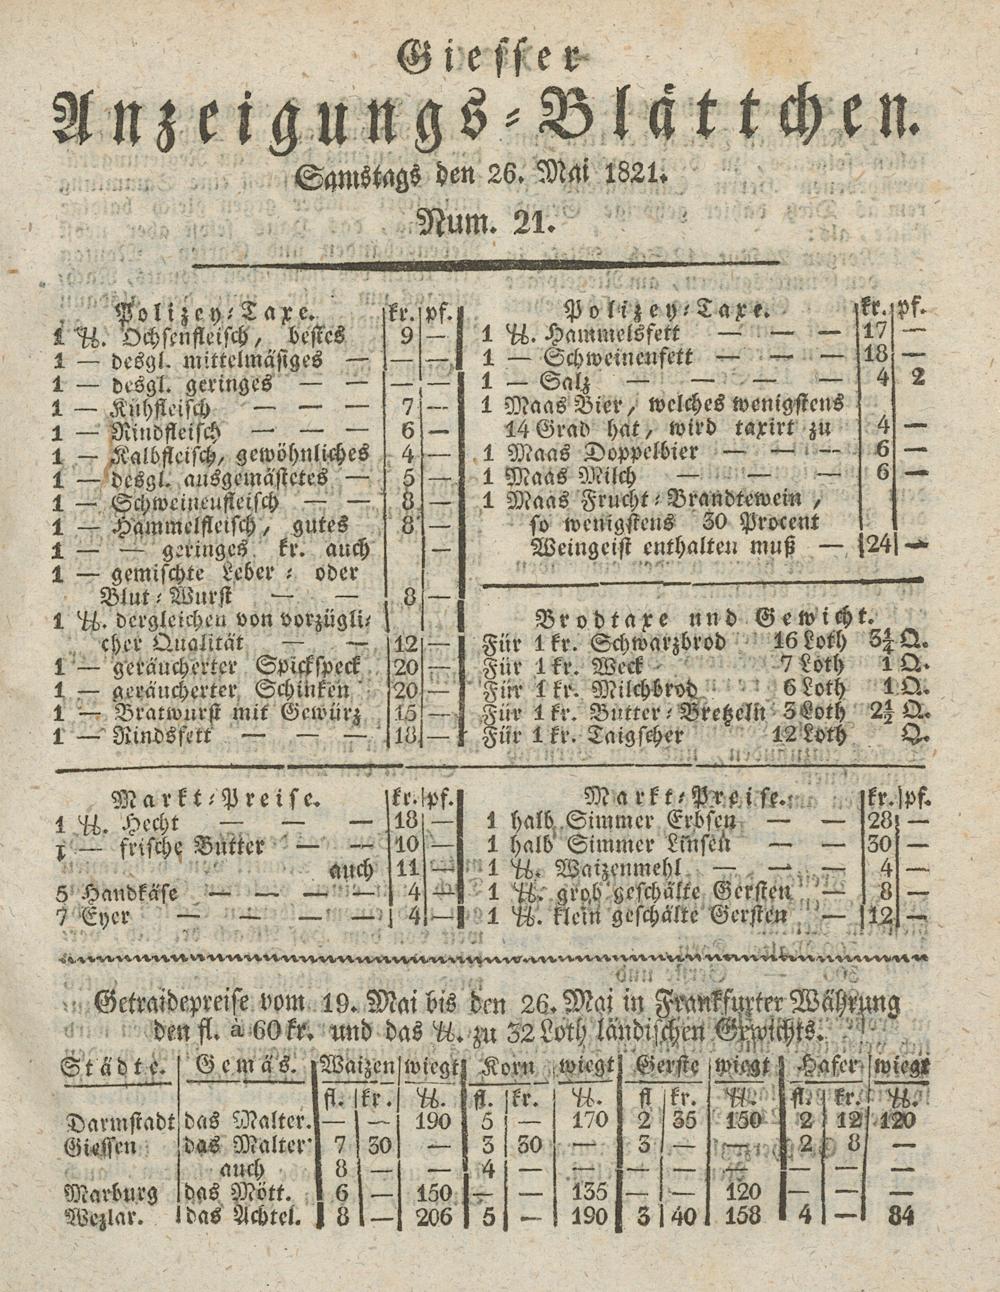 Giesser
Anzeigungs-Blättchen.
Samstags den 26. Mai 1821.
Num. 21.
Polizey-Taxe. kr. pf.
1 ℔. Ochsenfleisch, bestes 9 —
1 — desgl. mittelmäsiges — — —
1 — desgl. geringes — — — —
1 — Kühfleisch — — — 7 —
1 — Rindfleisch — — — 6 —
1 — Kalbfleisch, gewöhnliches 4 —
1 — desgl. ausgemästetes — 5 —
1 — Schweinenfleisch — — 8 —
1 — Hammelfleisch, gutes 8 —
1 — — geringes kr. auch —
1 — gemischte Leber- oder
Blut-Wurst — — 8 —
1 ℔. dergleichen von vorzügli-
cher Qualität — — 12 —
1 — geräucherter Spickspeck 20 —
1 — geräucherter Schinken 20 —
1 — Bratwurst mit Gewürz 15 —
1 — Rindsfett — — — 18 —
Polizey-Taxe. kr. pf.
1 ℔. Hammelsfett — — — 17 —
1 — Schweinenfett — — — 18 —
1 — Salz — — — — 4 2
1 Maas Bier, welches wenigstens
14 Grad hat, wird taxirt zu 4 —
1 Maas Doppelbier — — — 6 —
1 Maas Milch — — — 6 —
1 Maas Frucht-Brandtewein,
so wenigstens 30 Procent
Weingeist enthalten muß — 24 —
Brodtaxe und Gewicht.
Für 1 kr. Schwarzbrod 16 Loth 3½ Q.
Für 1 kr. Weck 7 Loth 1 Q.
Für 1 kr. Milchbrod 6 Loth 1 Q.
Für 1 kr. Butter-Bretzeln 3 Loth 2½ Q.
Für 1 kr. Taigscher 12 Loth Q.
Markt-Preise. kr. pf.
1 ℔. Hecht — — — 18 —
1 — frische Butter — — 10 —
auch 11 —
5 Handkäse — — — — 4 —
7 Eyer — — — — 4 —
Markt-Preise. kr. pf.
1 halb Simmer Erbsen — — 28 —
1 halb Simmer Linsen — — 30 —
1 ℔. Waizenmehl — — — 4 —
1 ℔. grob geschälte Gersten — 8 —
1 ℔. klein geschälte Gersten — 12 —
Getraidepreise vom 19. Mai bis den 26. Mai in Frankfurter Währung
den fl. à 60 kr. und das ℔. zu 32 Loth ländischen Gewichts.
Städte. Gemäs. Waizen wiegt Korn wiegt Gerste wiegt Hafer wiegt
fl. kr. ℔. fl. kr. ℔. fl kr. ℔. fl. kr. ℔.
Darmstadt das Malter. — — 190 5 — 170 2 35 150 2 12 120
Giessen das Malter 7 30 — 3 30 — 3 — — 2 8 —
auch 8 — — 4 — — — — — — — —
Marburg das Mött. 6 — 150 — — 135 — — 120 — — —
Wezlar. das Achtel. 8 — 206 5 — 190 3 40 158 4 — 84